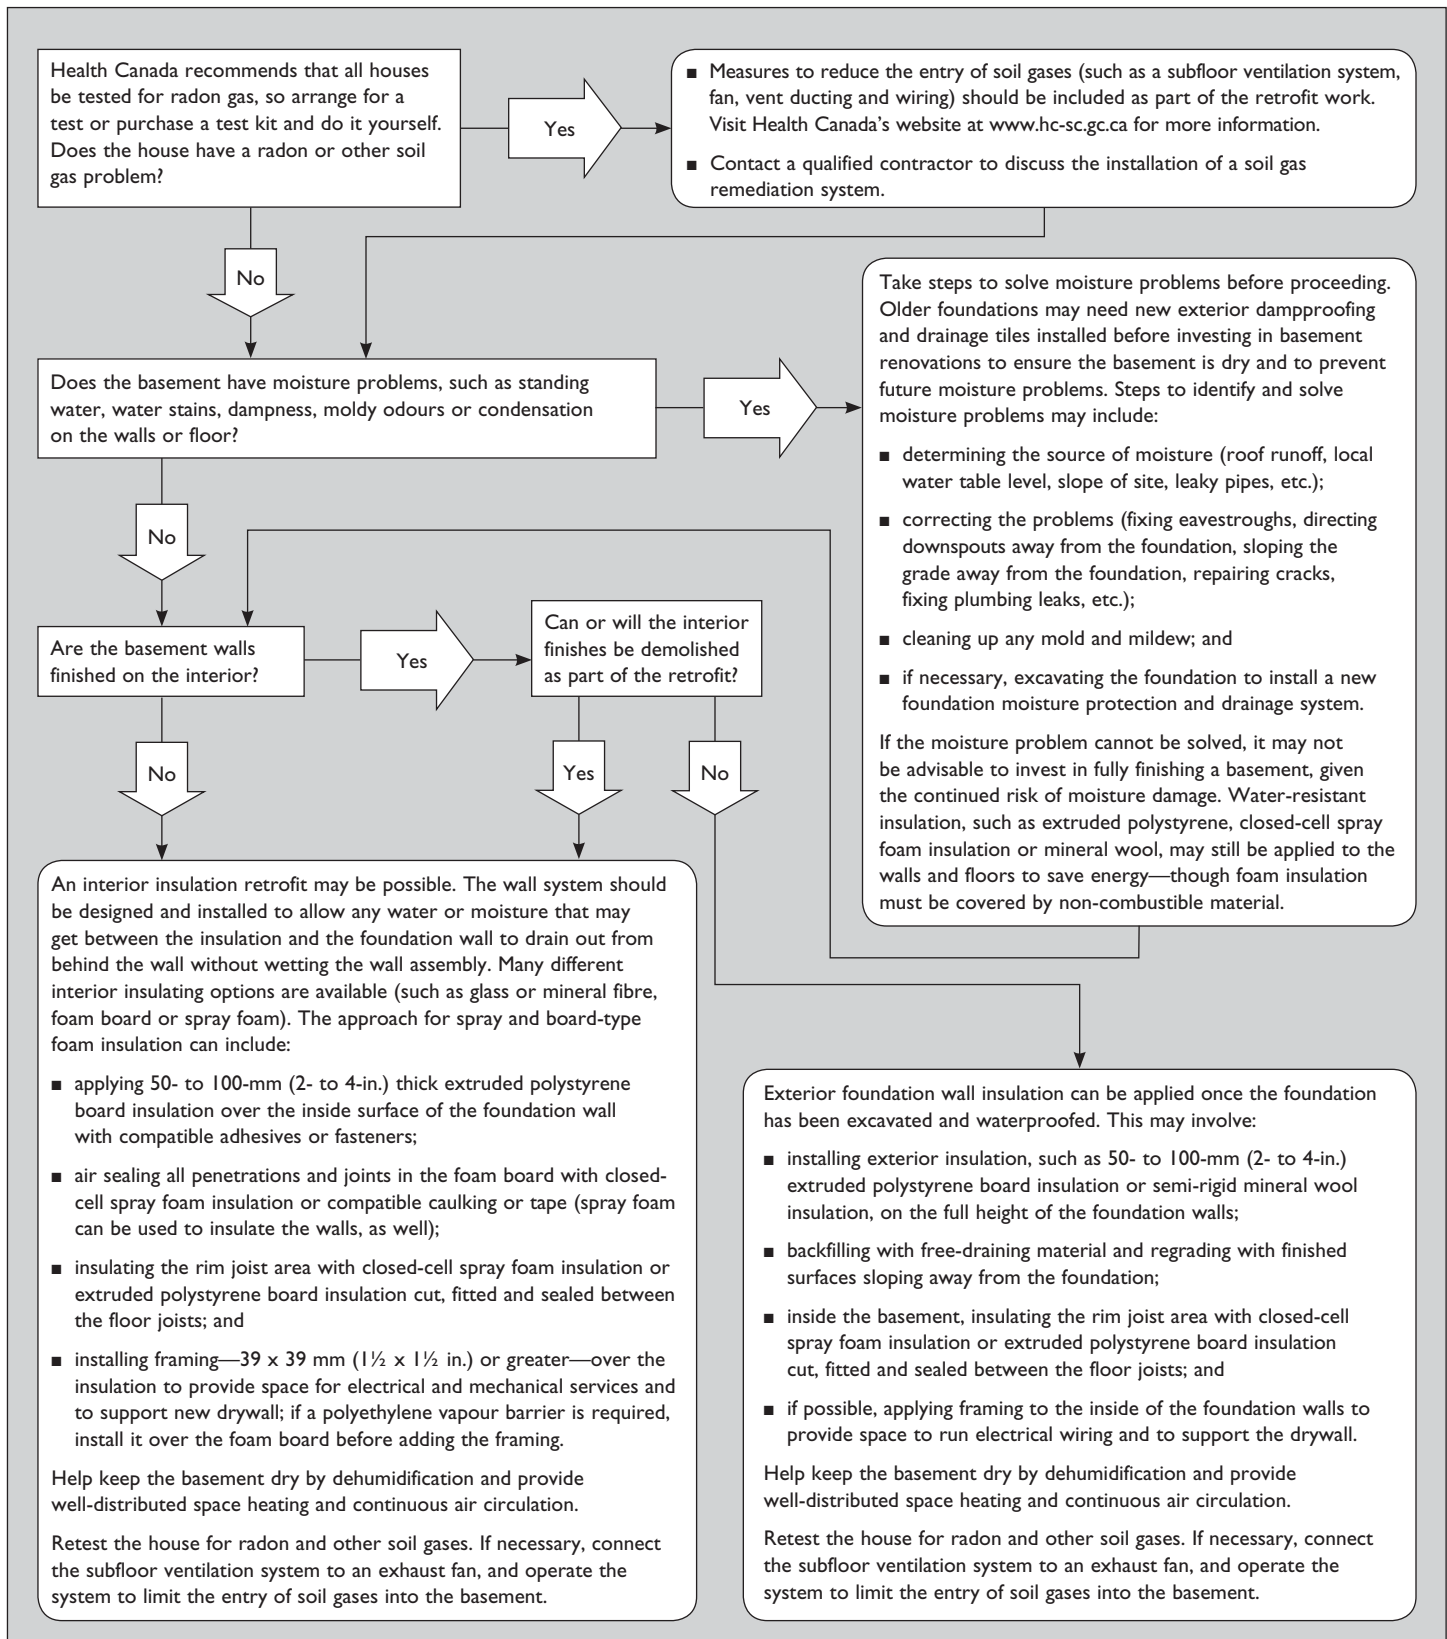 Health Canada recommends that all houses
be tested for radon gas, so arrange for a
test or purchase a test kit and do it yourself.
Does the house have a radon or other soil
gas problem?
Yes
■ Measures to reduce the entry of soil gases (such as a subfloor ventilation system,
fan, vent ducting and wiring) should be included as part of the retrofit work.
Visit Health Canada's website at www.hc-sc.gc.ca for more information.
■ Contact a qualified contractor to discuss the installation of a soil gas
remediation system.
No
Does the basement have moisture problems, such as standing
water, water stains, dampness, moldy odours or condensation
on the walls or floor?
Yes
Take steps to solve moisture problems before proceeding.
Older foundations may need new exterior dampproofing
and drainage tiles installed before investing in basement
renovations to ensure the basement is dry and to prevent
future moisture problems. Steps to identify and solve
moisture problems may include:
■ determining the source of moisture (roof runoff, local
water table level, slope of site, leaky pipes, etc.);
■ correcting the problems (fixing eavestroughs, directing
downspouts away from the foundation, sloping the
grade away from the foundation, repairing cracks,
fixing plumbing leaks, etc.);
■ cleaning up any mold and mildew; and
■ if necessary, excavating the foundation to install a new
foundation moisture protection and drainage system.
If the moisture problem cannot be solved, it may not
be advisable to invest in fully finishing a basement, given
the continued risk of moisture damage. Water-resistant
insulation, such as extruded polystyrene, closed-cell spray
foam insulation or mineral wool, may still be applied to the
walls and floors to save energy—though foam insulation
must be covered by non-combustible material.
No
Are the basement walls
finished on the interior?
Yes
Can or will the interior
finishes be demolished
as part of the retrofit?
No
Yes
No
An interior insulation retrofit may be possible. The wall system should
be designed and installed to allow any water or moisture that may
get between the insulation and the foundation wall to drain out from
behind the wall without wetting the wall assembly. Many different
interior insulating options are available (such as glass or mineral fibre,
foam board or spray foam). The approach for spray and board-type
foam insulation can include:
■ applying 50- to 100-mm (2- to 4-in.) thick extruded polystyrene
board insulation over the inside surface of the foundation wall
with compatible adhesives or fasteners;
■ air sealing all penetrations and joints in the foam board with closed-
cell spray foam insulation or compatible caulking or tape (spray foam
can be used to insulate the walls, as well);
■ insulating the rim joist area with closed-cell spray foam insulation or
extruded polystyrene board insulation cut, fitted and sealed between
the floor joists; and
■ installing framing—39 x 39 mm (1½ x 1½ in.) or greater—over the
insulation to provide space for electrical and mechanical services and
to support new drywall; if a polyethylene vapour barrier is required,
install it over the foam board before adding the framing.
Help keep the basement dry by dehumidification and provide
well-distributed space heating and continuous air circulation.
Retest the house for radon and other soil gases. If necessary, connect
the subfloor ventilation system to an exhaust fan, and operate the
system to limit the entry of soil gases into the basement.
Exterior foundation wall insulation can be applied once the foundation
has been excavated and waterproofed. This may involve:
■ installing exterior insulation, such as 50- to 100-mm (2- to 4-in.)
extruded polystyrene board insulation or semi-rigid mineral wool
insulation, on the full height of the foundation walls;
■ backfilling with free-draining material and regrading with finished
surfaces sloping away from the foundation;
■ inside the basement, insulating the rim joist area with closed-cell
spray foam insulation or extruded polystyrene board insulation
cut, fitted and sealed between the floor joists; and
■ if possible, applying framing to the inside of the foundation walls to
provide space to run electrical wiring and to support the drywall.
Help keep the basement dry by dehumidification and provide
well-distributed space heating and continuous air circulation.
Retest the house for radon and other soil gases. If necessary, connect
the subfloor ventilation system to an exhaust fan, and operate the
system to limit the entry of soil gases into the basement.